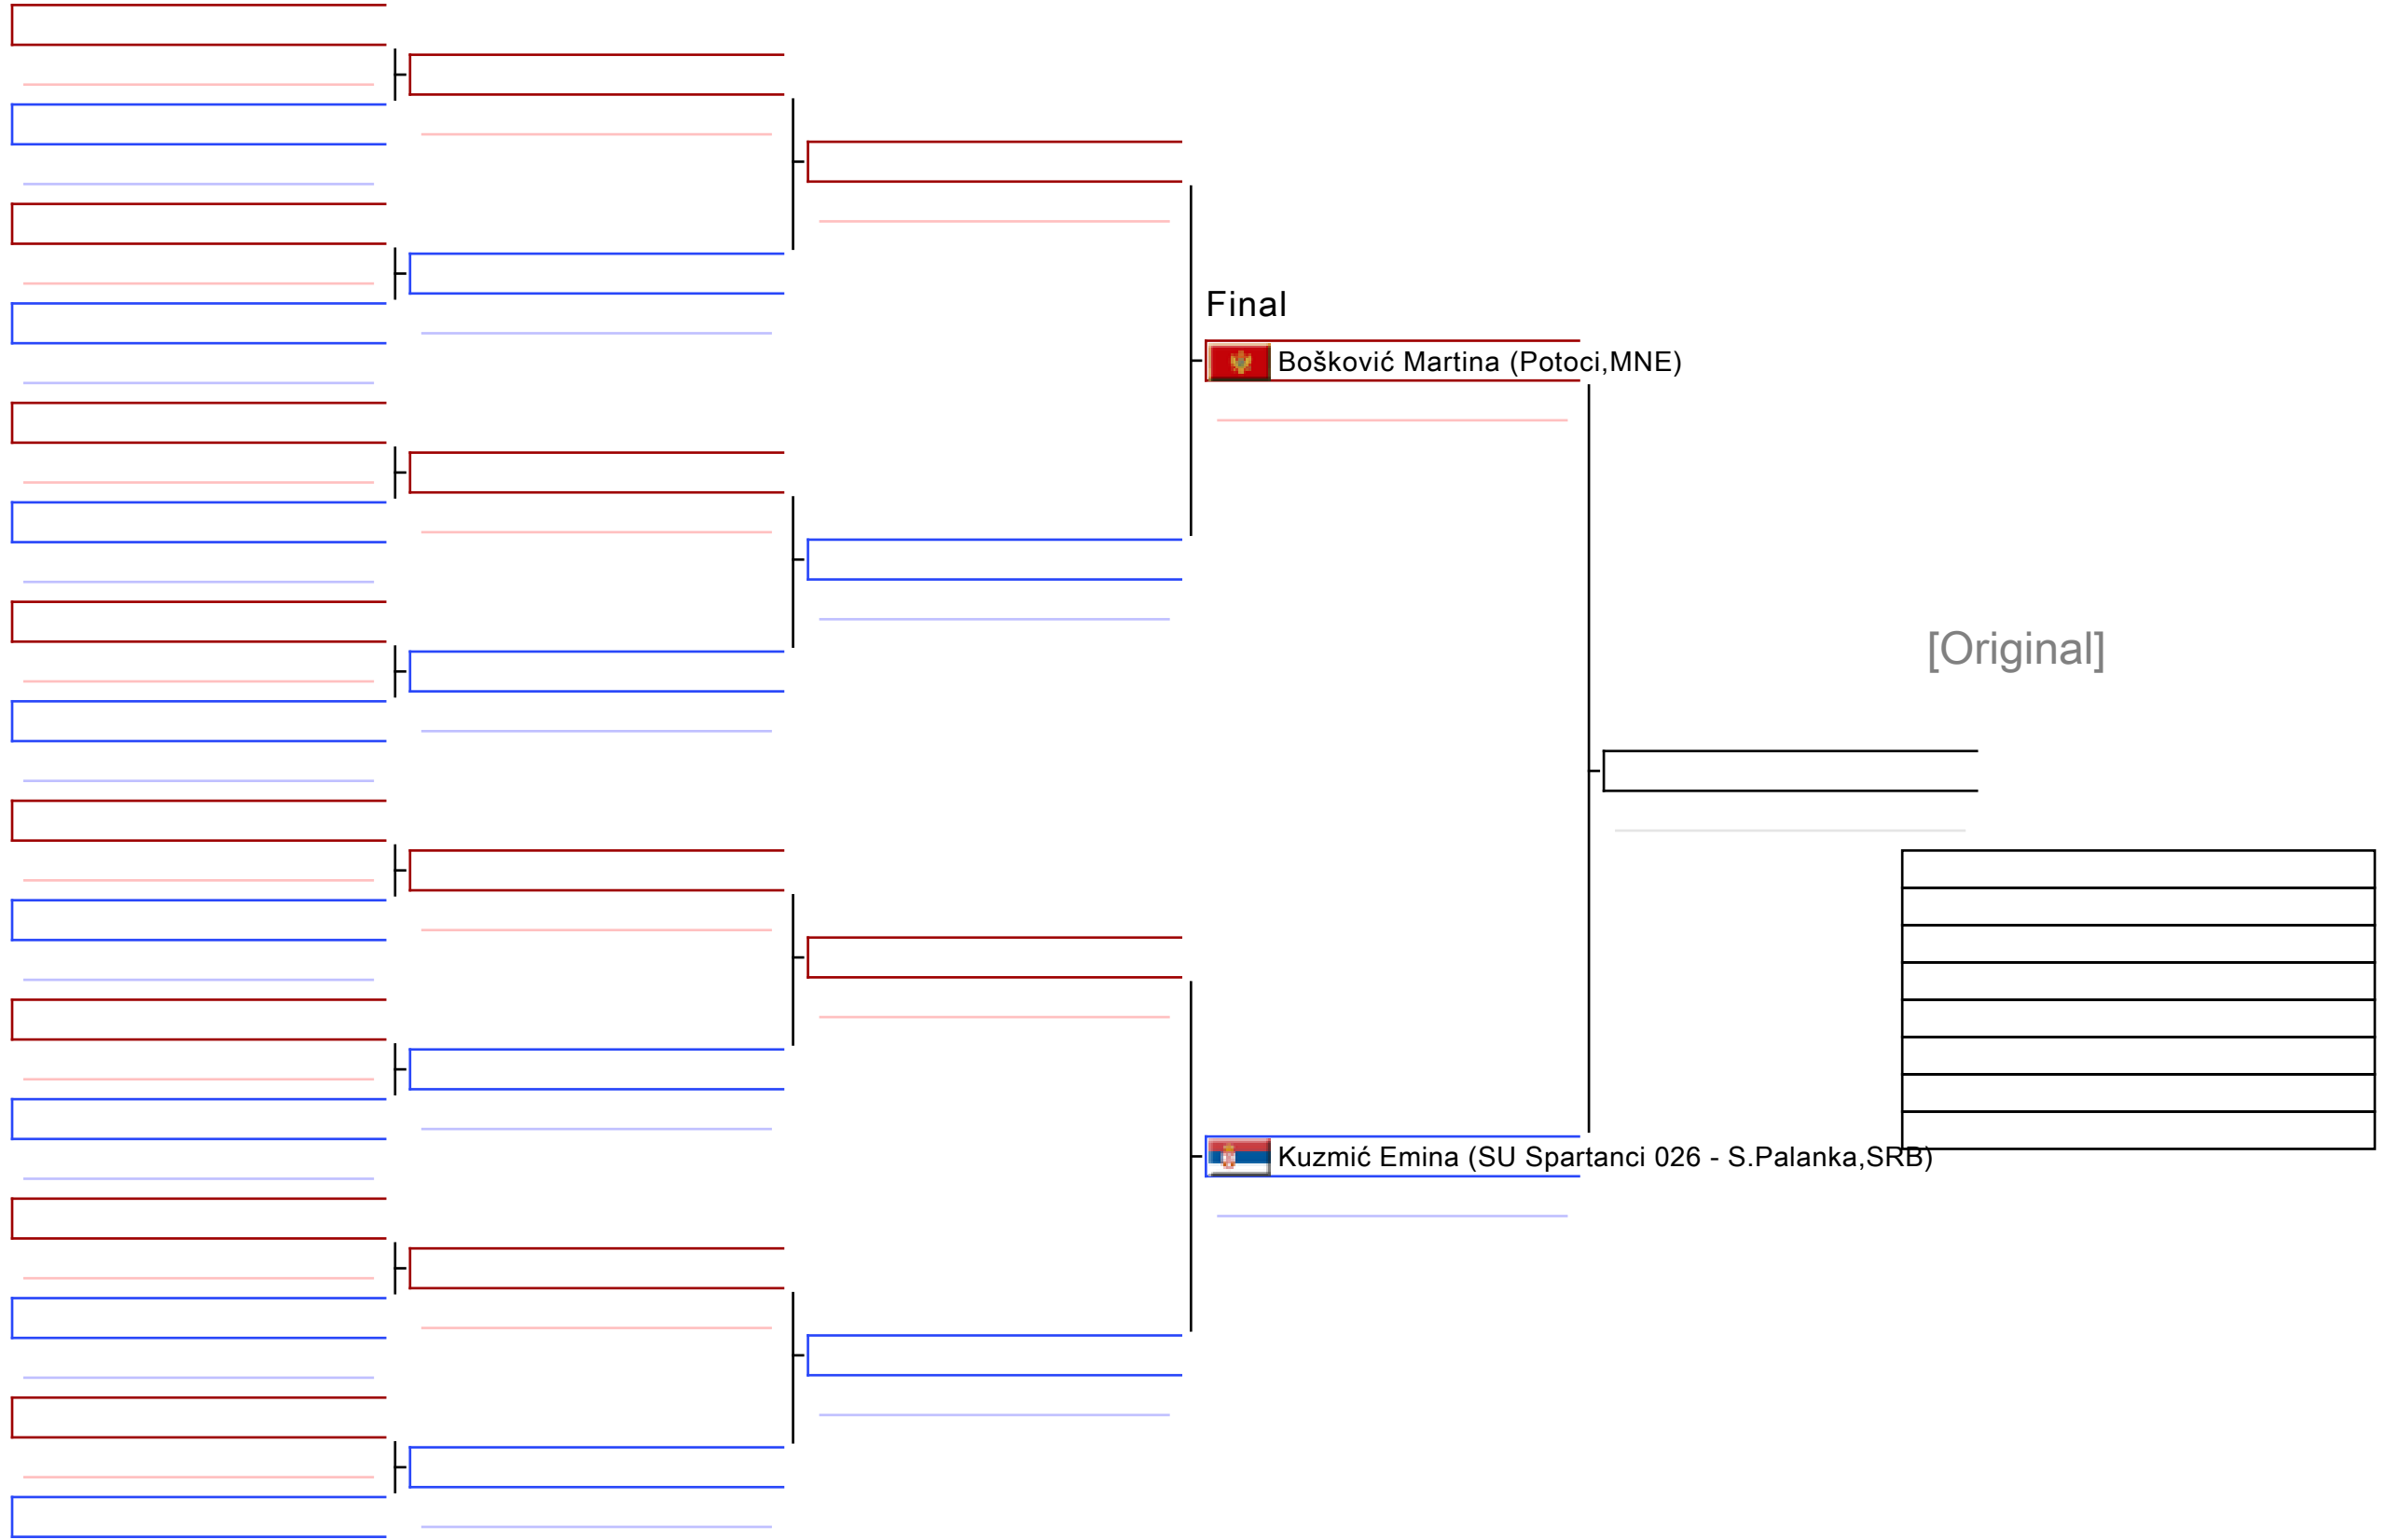 Final
Bošković Martina (Potoci,MNE)
[Original]
Kuzmić Emina (SU Spartanci 026 - S.Palanka,SRB)